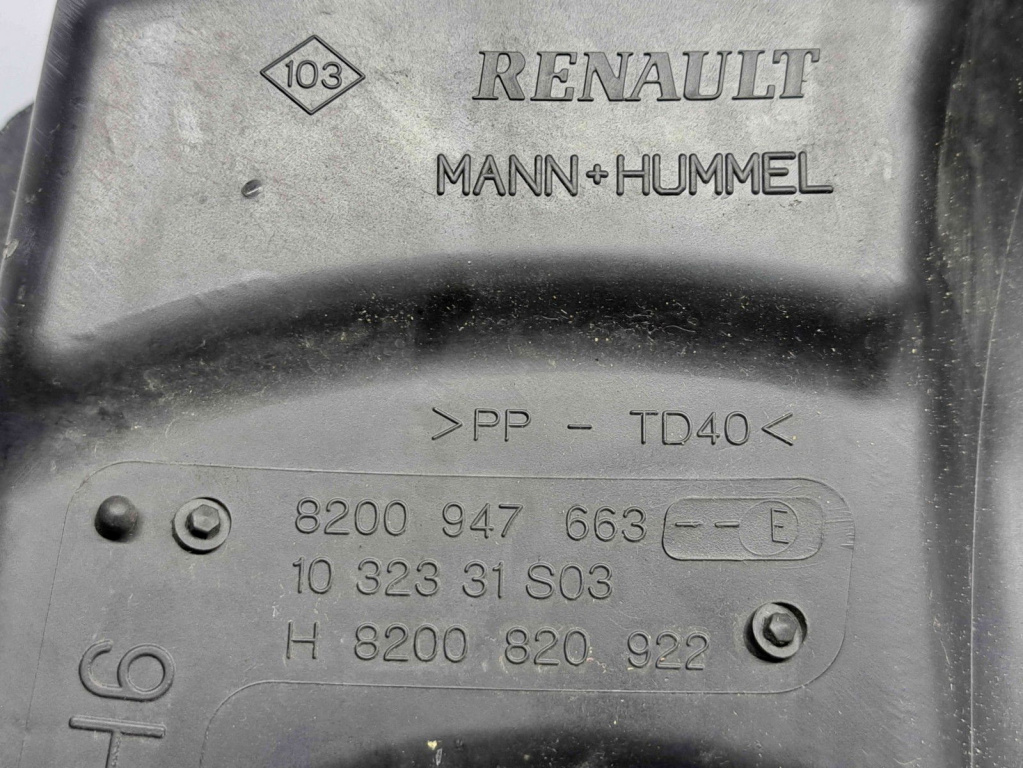 103 RENAULT
MANN+HUMMEL
>PP - TD40<
8200 947 663 -- E
10 323 31 S03
H 8200 820 922